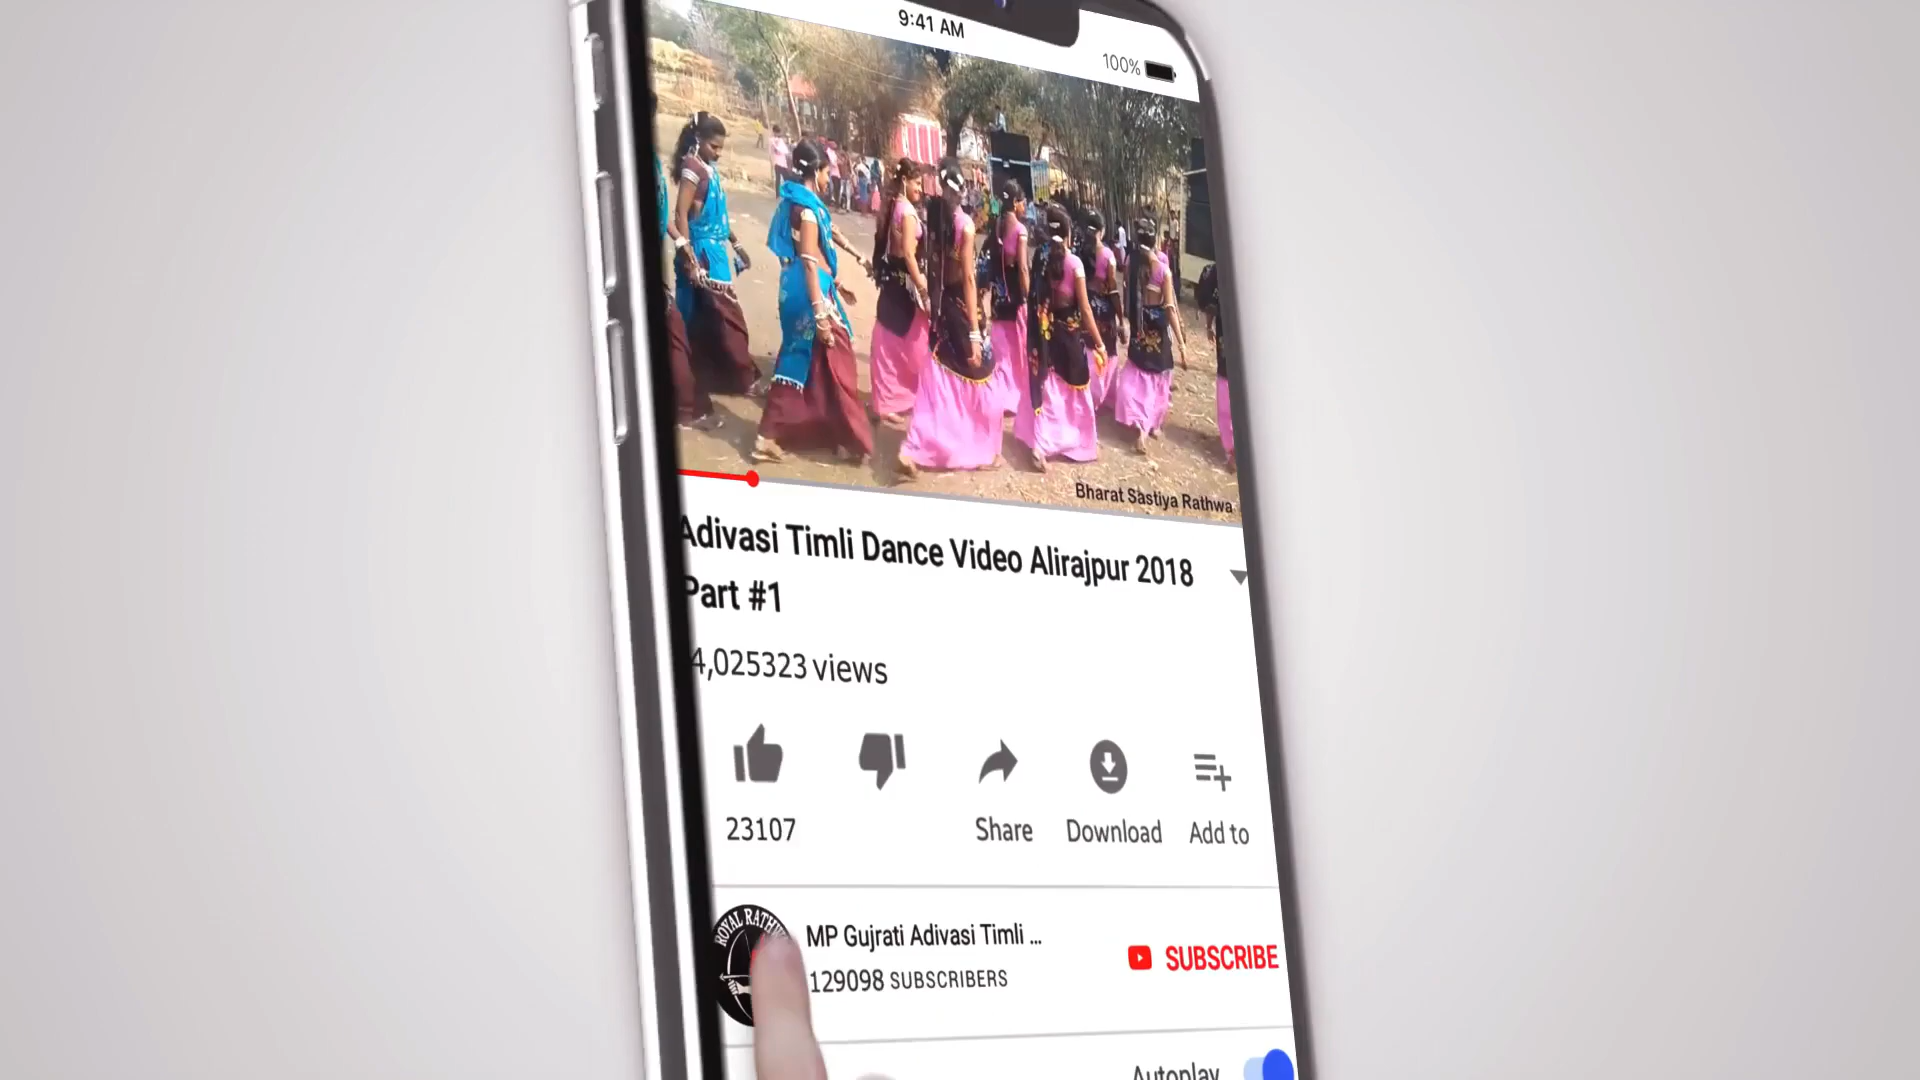 9:41 AM
100%
Bharat Sastiya Rathwa
Adivasi Timli Dance Video Alirajpur 2018
Part #1
4,025323 views
23107
Share
Download
Add to
ROYAL
MP Gujrati Adivasi Timli ...
129098 SUBSCRIBERS
SUBSCRIBE
Autoplay